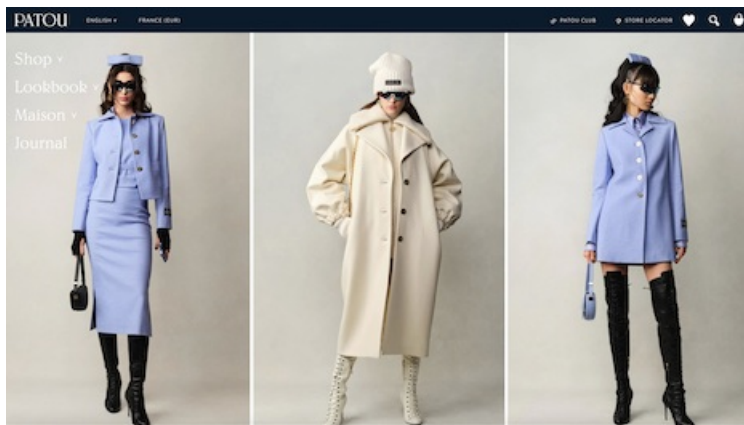 PATOU ENGLISH FRANCE (EUR) PATOU CLUB STORE LOCATOR
Shop
Lookbook
Maison
Journal